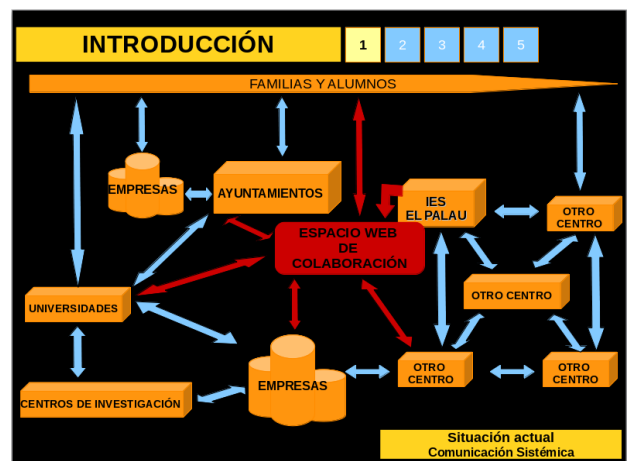 INTRODUCCIÓN
1 2 3 4 5
FAMILIAS Y ALUMNOS
EMPRESAS
AYUNTAMIENTOS
IES
EL PALAU
OTRO
CENTRO
ESPACIO WEB
DE
COLABORACIÓN
OTRO CENTRO
UNIVERSIDADES
EMPRESAS
OTRO
CENTRO
OTRO
CENTRO
CENTROS DE INVESTIGACIÓN
Situación actual
Comunicación Sistémica